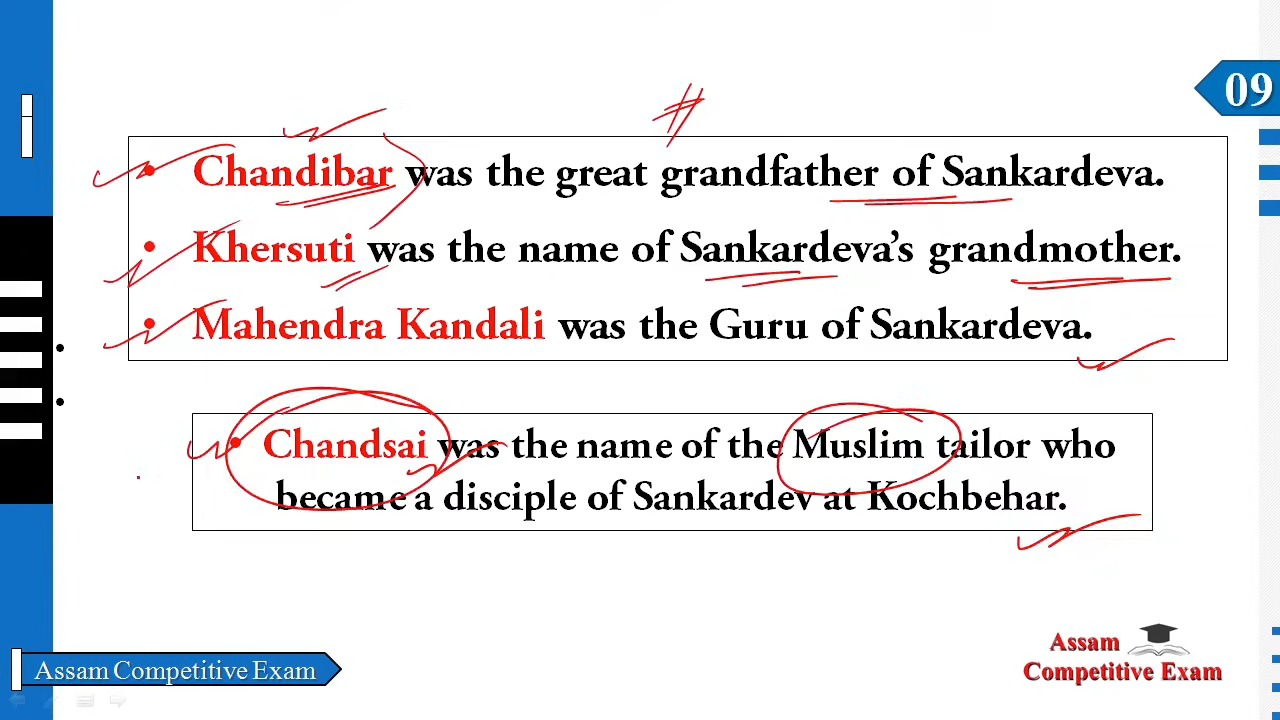 09
• Chandibar was the great grandfather of Sankardeva.
• Khersuti was the name of Sankardeva’s grandmother.
• Mahendra Kandali was the Guru of Sankardeva.
• Chandsai was the name of the Muslim tailor who
became a disciple of Sankardev at Kochbehar.
Assam Competitive Exam
Assam
Competitive Exam